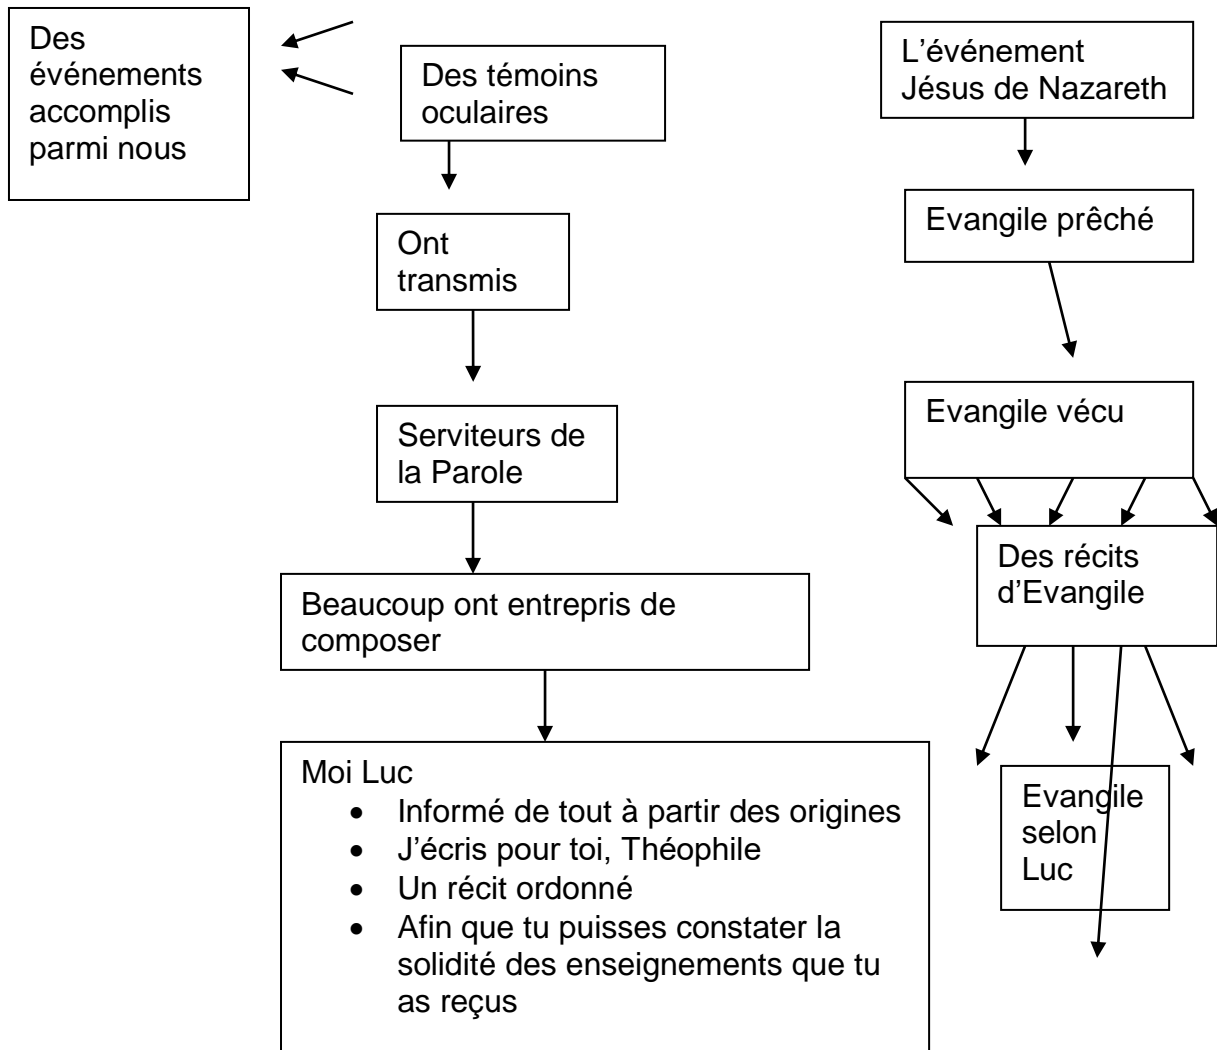 Des
événements
accomplis
parmi nous
Des témoins
oculaires
Ont
transmis
Serviteurs de
la Parole
Beaucoup ont entrepris de
composer
Moi Luc
• Informé de tout à partir des origines
• J'écris pour toi, Théophile
• Un récit ordonné
• Afin que tu puisses constater la
solidité des enseignements que tu
as reçus
L'événement
Jésus de Nazareth
Evangile prêché
Evangile vécu
Des récits
d'Evangile
Evangile
selon
Luc